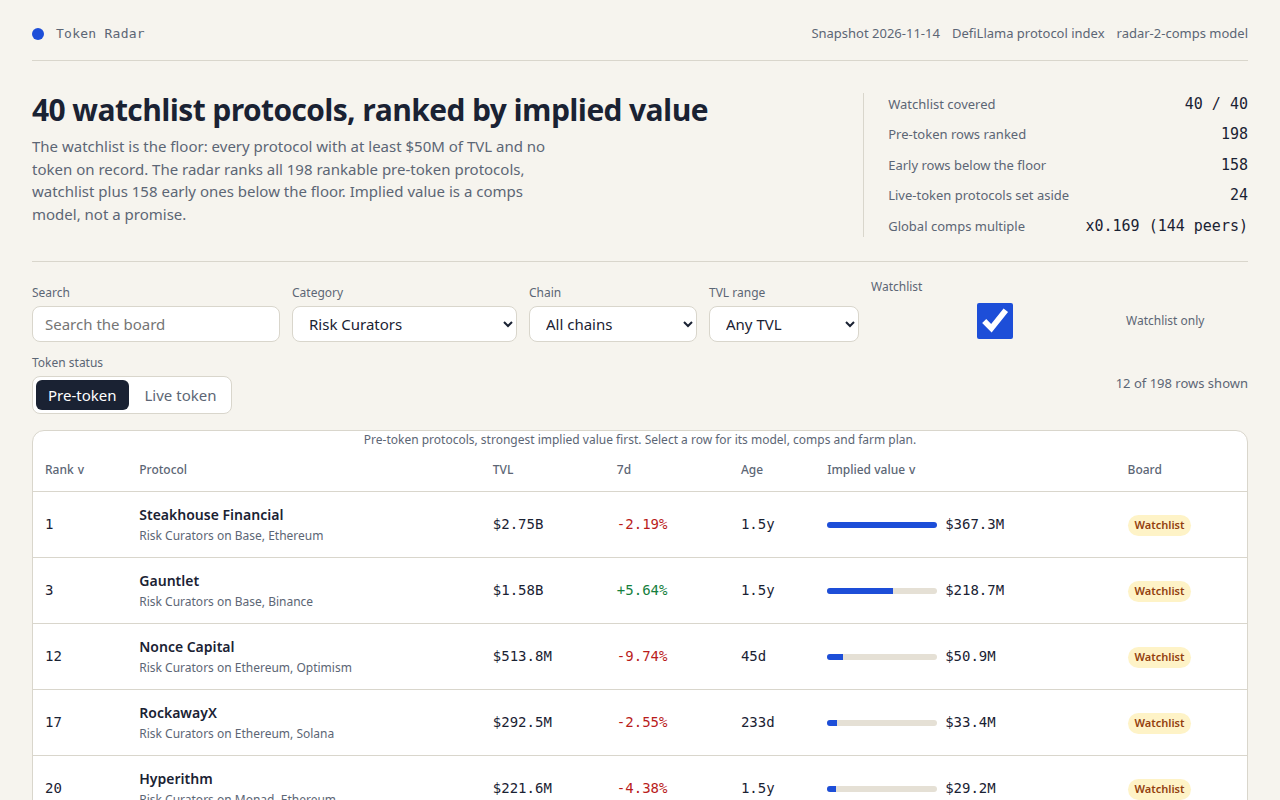 Token Radar
Snapshot 2026-11-14 DefiLlama protocol index radar-2-comps model
40 watchlist protocols, ranked by implied value
The watchlist is the floor: every protocol with at least $50M of TVL and no
token on record. The radar ranks all 198 rankable pre-token protocols,
watchlist plus 158 early ones below the floor. Implied value is a comps
model, not a promise.
Watchlist covered 40 / 40
Pre-token rows ranked 198
Early rows below the floor 158
Live-token protocols set aside 24
Global comps multiple x0.169 (144 peers)
Search Category Chain TVL range Watchlist
Search the board Risk Curators All chains Any TVL Watchlist only
Token status
Pre-token Live token
12 of 198 rows shown
Pre-token protocols, strongest implied value first. Select a row for its model, comps and farm plan.
Rank v Protocol TVL 7d Age Implied value v Board
1 Steakhouse Financial $2.75B -2.19% 1.5y $367.3M Watchlist
Risk Curators on Base, Ethereum
3 Gauntlet $1.58B +5.64% 1.5y $218.7M Watchlist
Risk Curators on Base, Binance
12 Nonce Capital $513.8M -9.74% 45d $50.9M Watchlist
Risk Curators on Ethereum, Optimism
17 RockawayX $292.5M -2.55% 233d $33.4M Watchlist
Risk Curators on Ethereum, Solana
20 Hyperithm $221.6M -4.38% 1.5y $29.2M Watchlist
Risk Curators on Monad, Ethereum